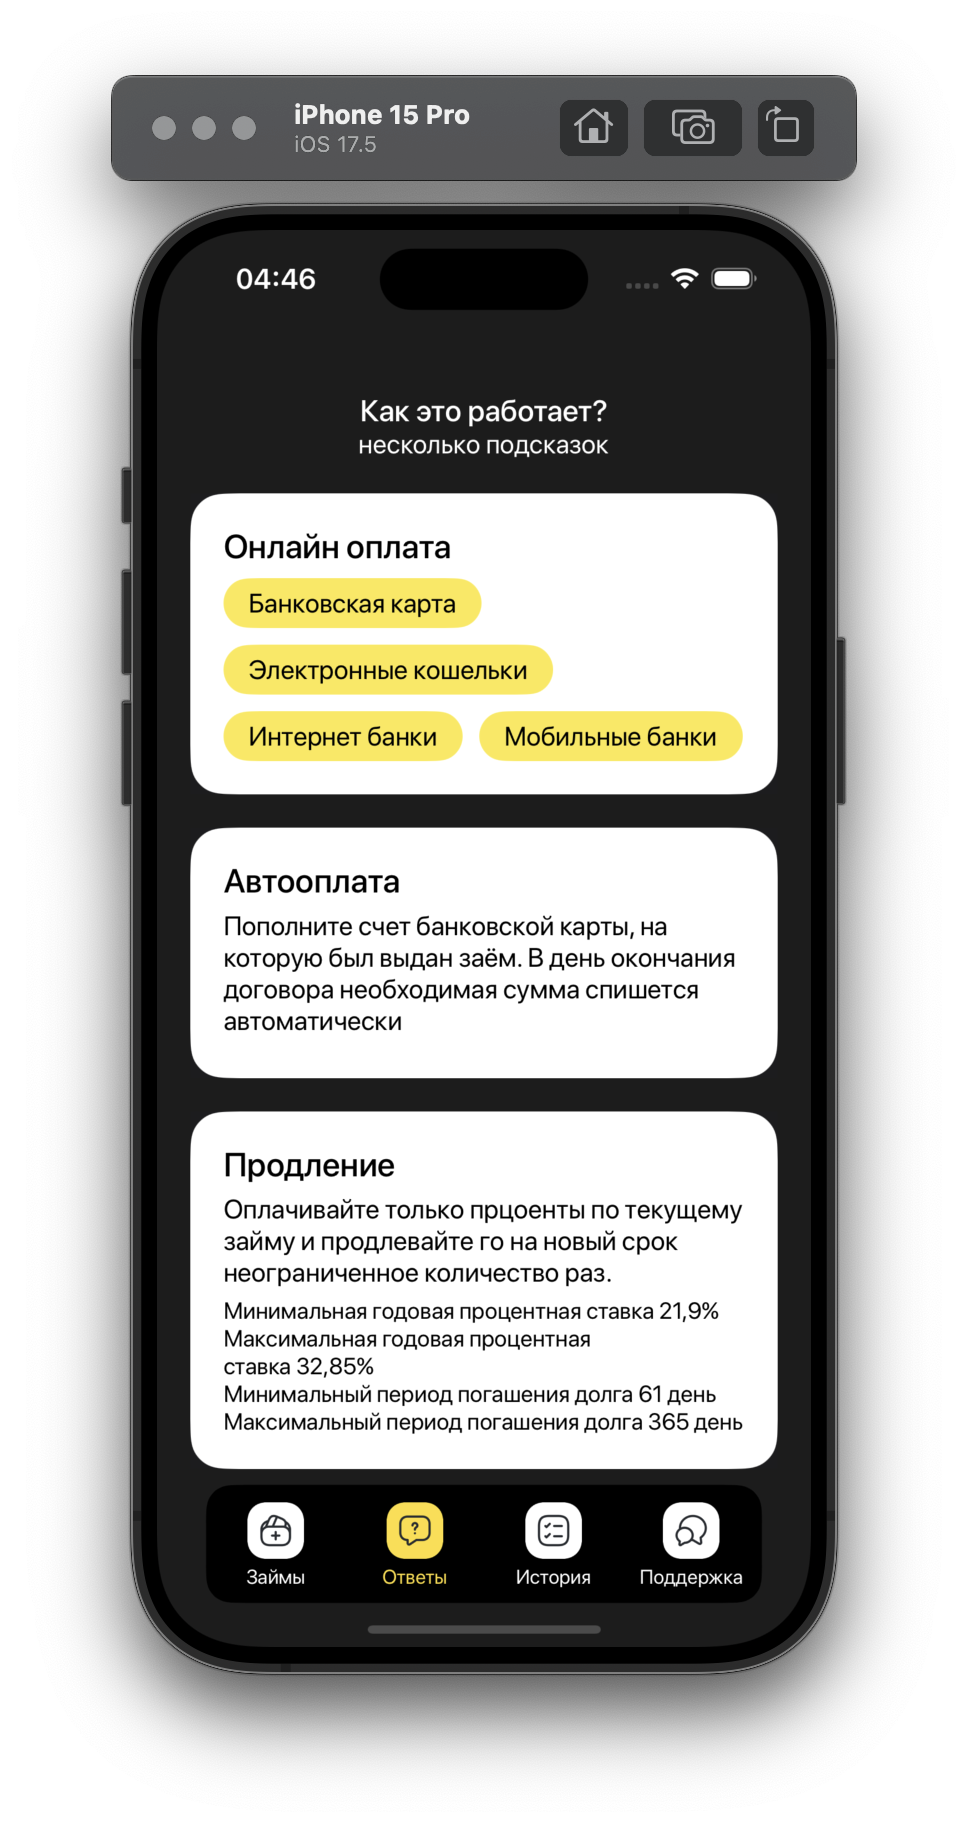 iPhone 15 Pro
iOS 17.5
04:46
Как это работает?
несколько подсказок
Онлайн оплата
Банковская карта
Электронные кошельки
Интернет банки
Мобильные банки
Автооплата
Пополните счет банковской карты, на
которую был выдан заём. В день окончания
договора необходимая сумма спишется
автоматически
Продление
Оплачивайте только прцоенты по текущему
займу и продлевайте го на новый срок
неограниченное количество раз.
Минимальная годовая процентная ставка 21,9%
Максимальная годовая процентная
ставка 32,85%
Минимальный период погашения долга 61 день
Максимальный период погашения долга 365 день
Займы
Ответы
История
Поддержка